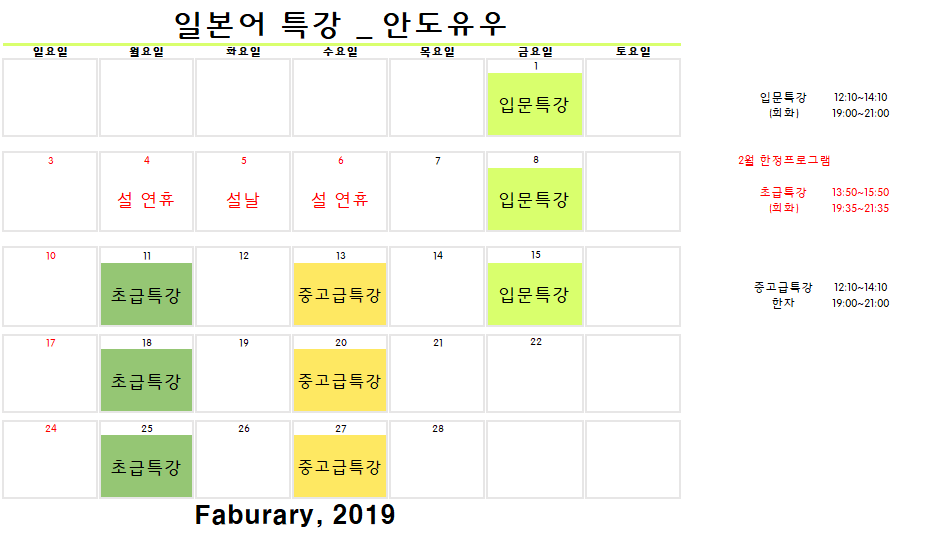 일본어 특강 _ 안도유우
일요일 월요일 화요일 수요일 목요일 금요일 토요일
1
입문특강
입문특강 12:10~14:10
(회화) 19:00~21:00
3 4 5 6 7 8
설 연휴 설날 설 연휴 입문특강
2월 한정프로그램
초급특강 13:50~15:50
(회화) 19:35~21:35
10 11 12 13 14 15
초급특강 중고급특강 입문특강
중고급특강 12:10~14:10
한자 19:00~21:00
17 18 19 20 21 22
초급특강 중고급특강
24 25 26 27 28
초급특강 중고급특강
Faburary, 2019